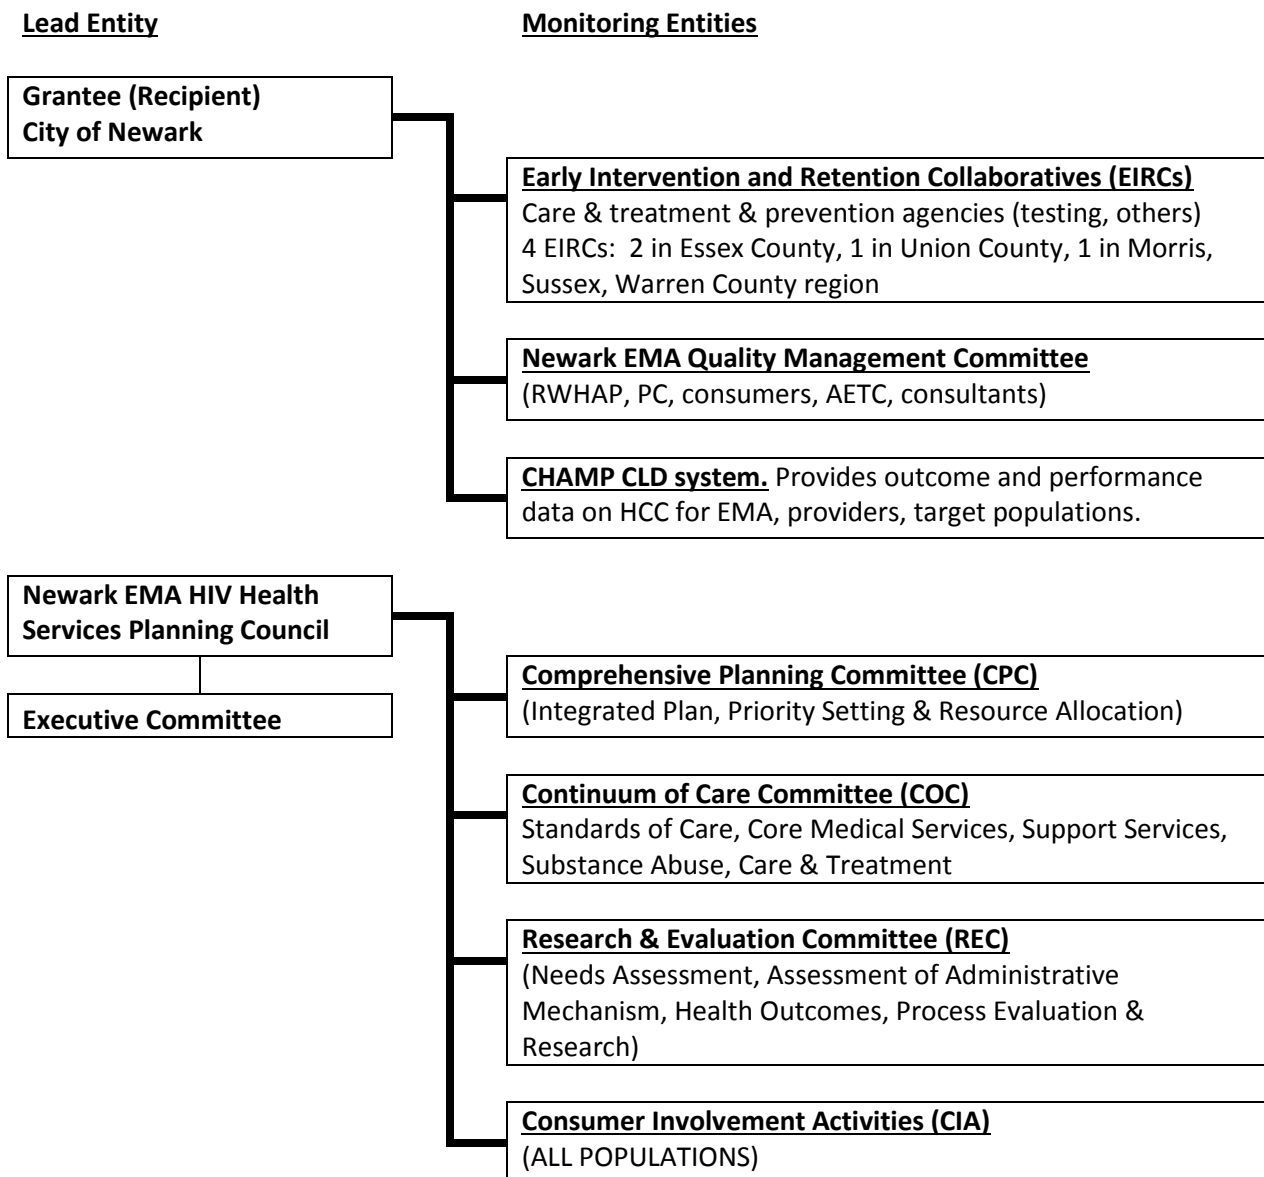 Lead Entity
Monitoring Entities
Grantee (Recipient)
City of Newark
Early Intervention and Retention Collaboratives (EIRCs)
Care & treatment & prevention agencies (testing, others)
4 EIRCs:  2 in Essex County, 1 in Union County, 1 in Morris,
Sussex, Warren County region
Newark EMA Quality Management Committee
(RWHAP, PC, consumers, AETC, consultants)
CHAMP CLD system. Provides outcome and performance
data on HCC for EMA, providers, target populations.
Newark EMA HIV Health
Services Planning Council
Executive Committee
Comprehensive Planning Committee (CPC)
(Integrated Plan, Priority Setting & Resource Allocation)
Continuum of Care Committee (COC)
Standards of Care, Core Medical Services, Support Services,
Substance Abuse, Care & Treatment
Research & Evaluation Committee (REC)
(Needs Assessment, Assessment of Administrative
Mechanism, Health Outcomes, Process Evaluation &
Research)
Consumer Involvement Activities (CIA)
(ALL POPULATIONS)